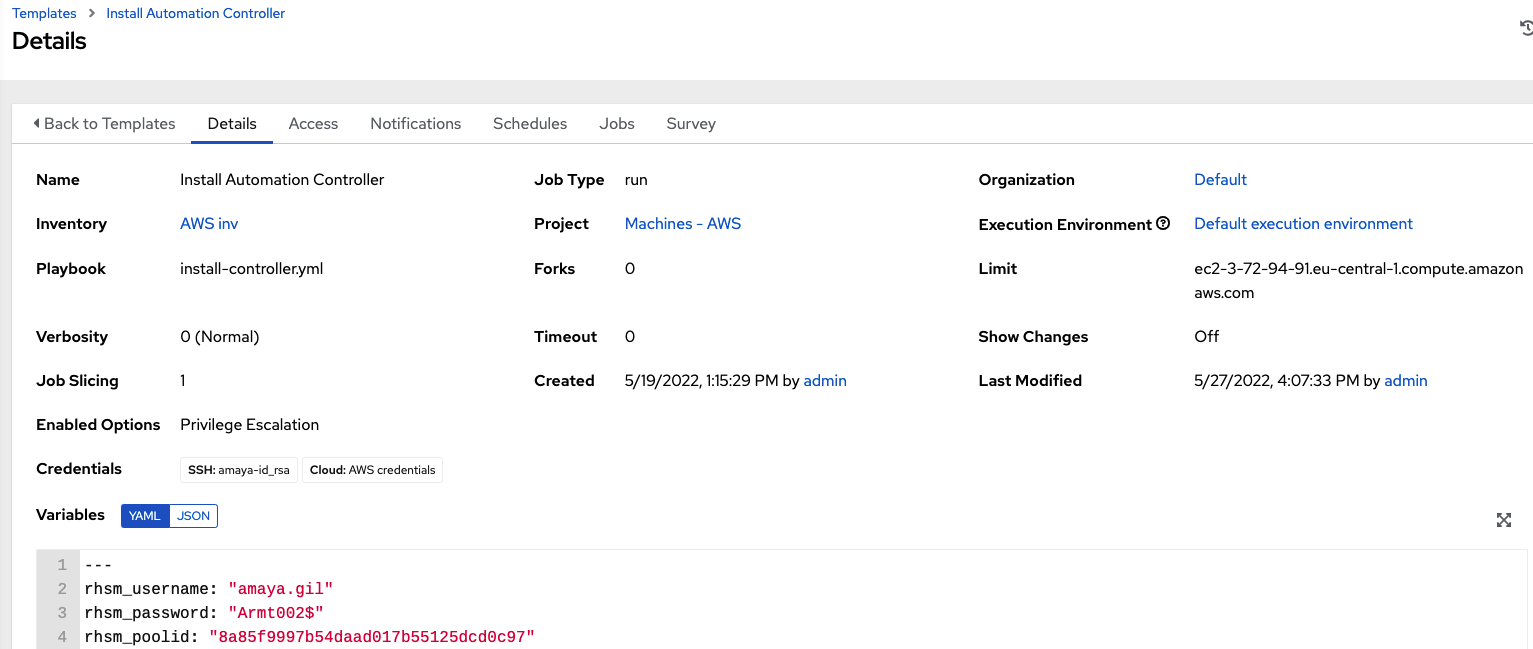 Templates > Install Automation Controller
Details
Back to Templates Details Access Notifications Schedules Jobs Survey
Name Install Automation Controller Job Type run Organization Default
Inventory AWS inv Project Machines - AWS Execution Environment Default execution environment
Playbook install-controller.yml Forks 0 Limit ec2-3-72-94-91.eu-central-1.compute.amazon
aws.com
Verbosity 0 (Normal) Timeout 0 Show Changes Off
Job Slicing 1 Created 5/19/2022, 1:15:29 PM by admin Last Modified 5/27/2022, 4:07:33 PM by admin
Enabled Options Privilege Escalation
Credentials SSH: amaya-id_rsa Cloud: AWS credentials
Variables YAML JSON
1 ---
2 rhsm_username: "amaya.gil"
3 rhsm_password: "Armt002$"
4 rhsm_poolid: "8a85f9997b54daad017b55125dcd0c97"